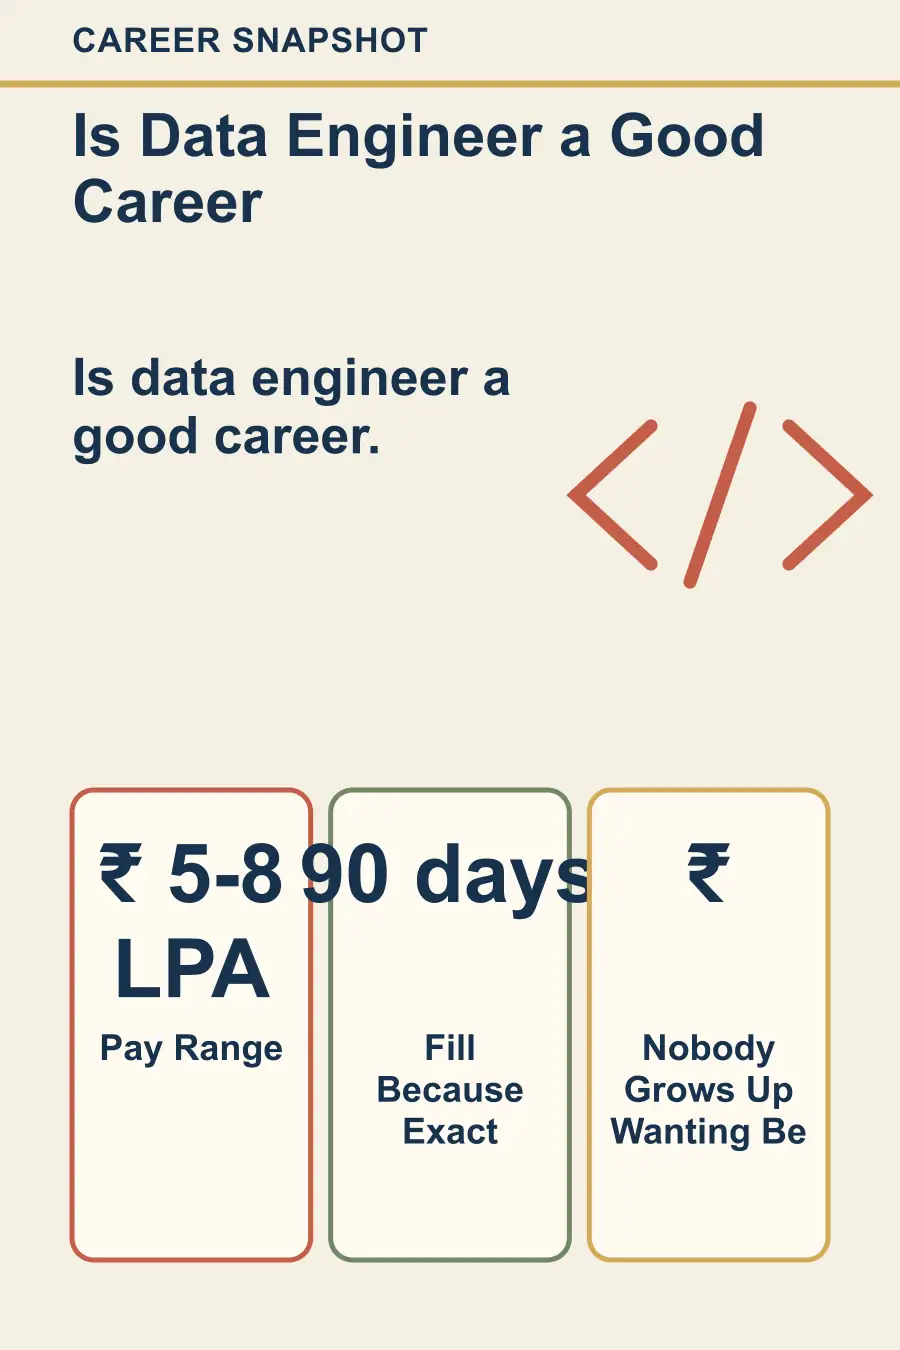 CAREER SNAPSHOT
Is Data Engineer a Good
Career
Is data engineer a
good career.
</>
₹ 5-8
LPA
Pay Range
90 days
Fill
Because
Exact
₹
Nobody
Grows Up
Wanting Be